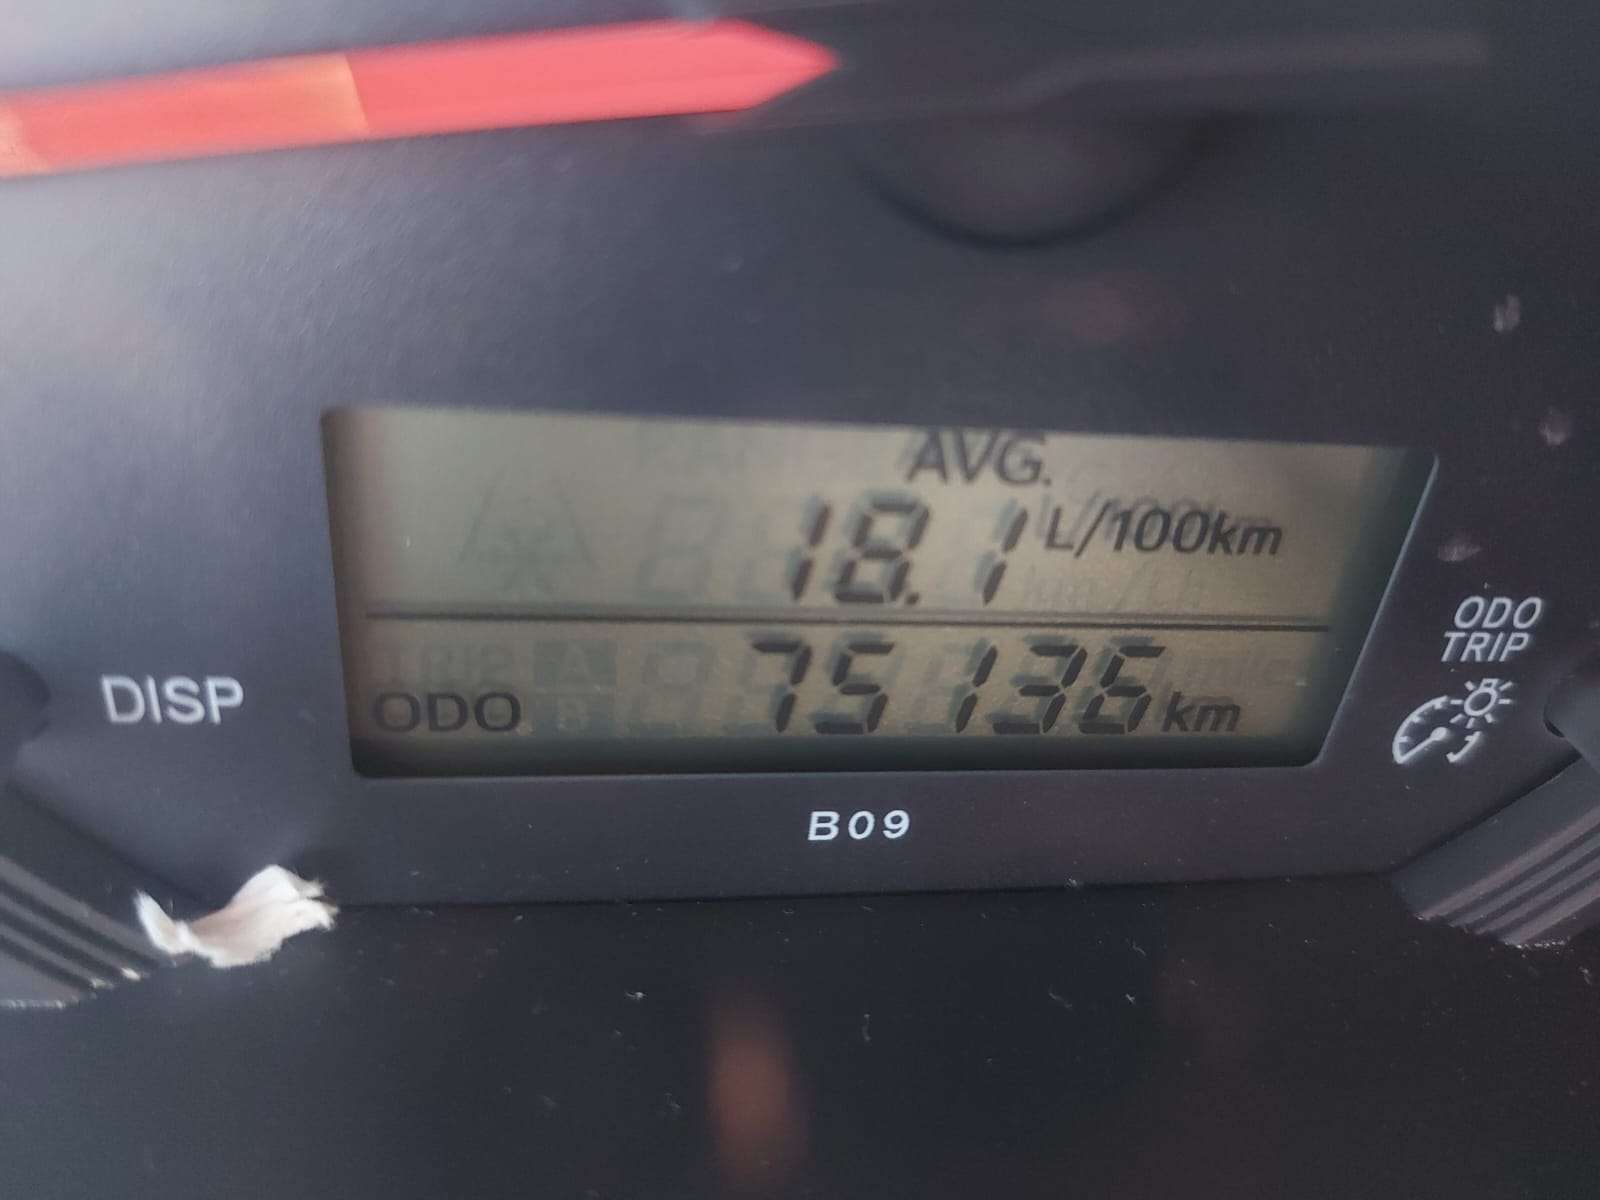 AVG.
18.1 L/100km
ODO 75136 km
DISP
ODO
TRIP
B09